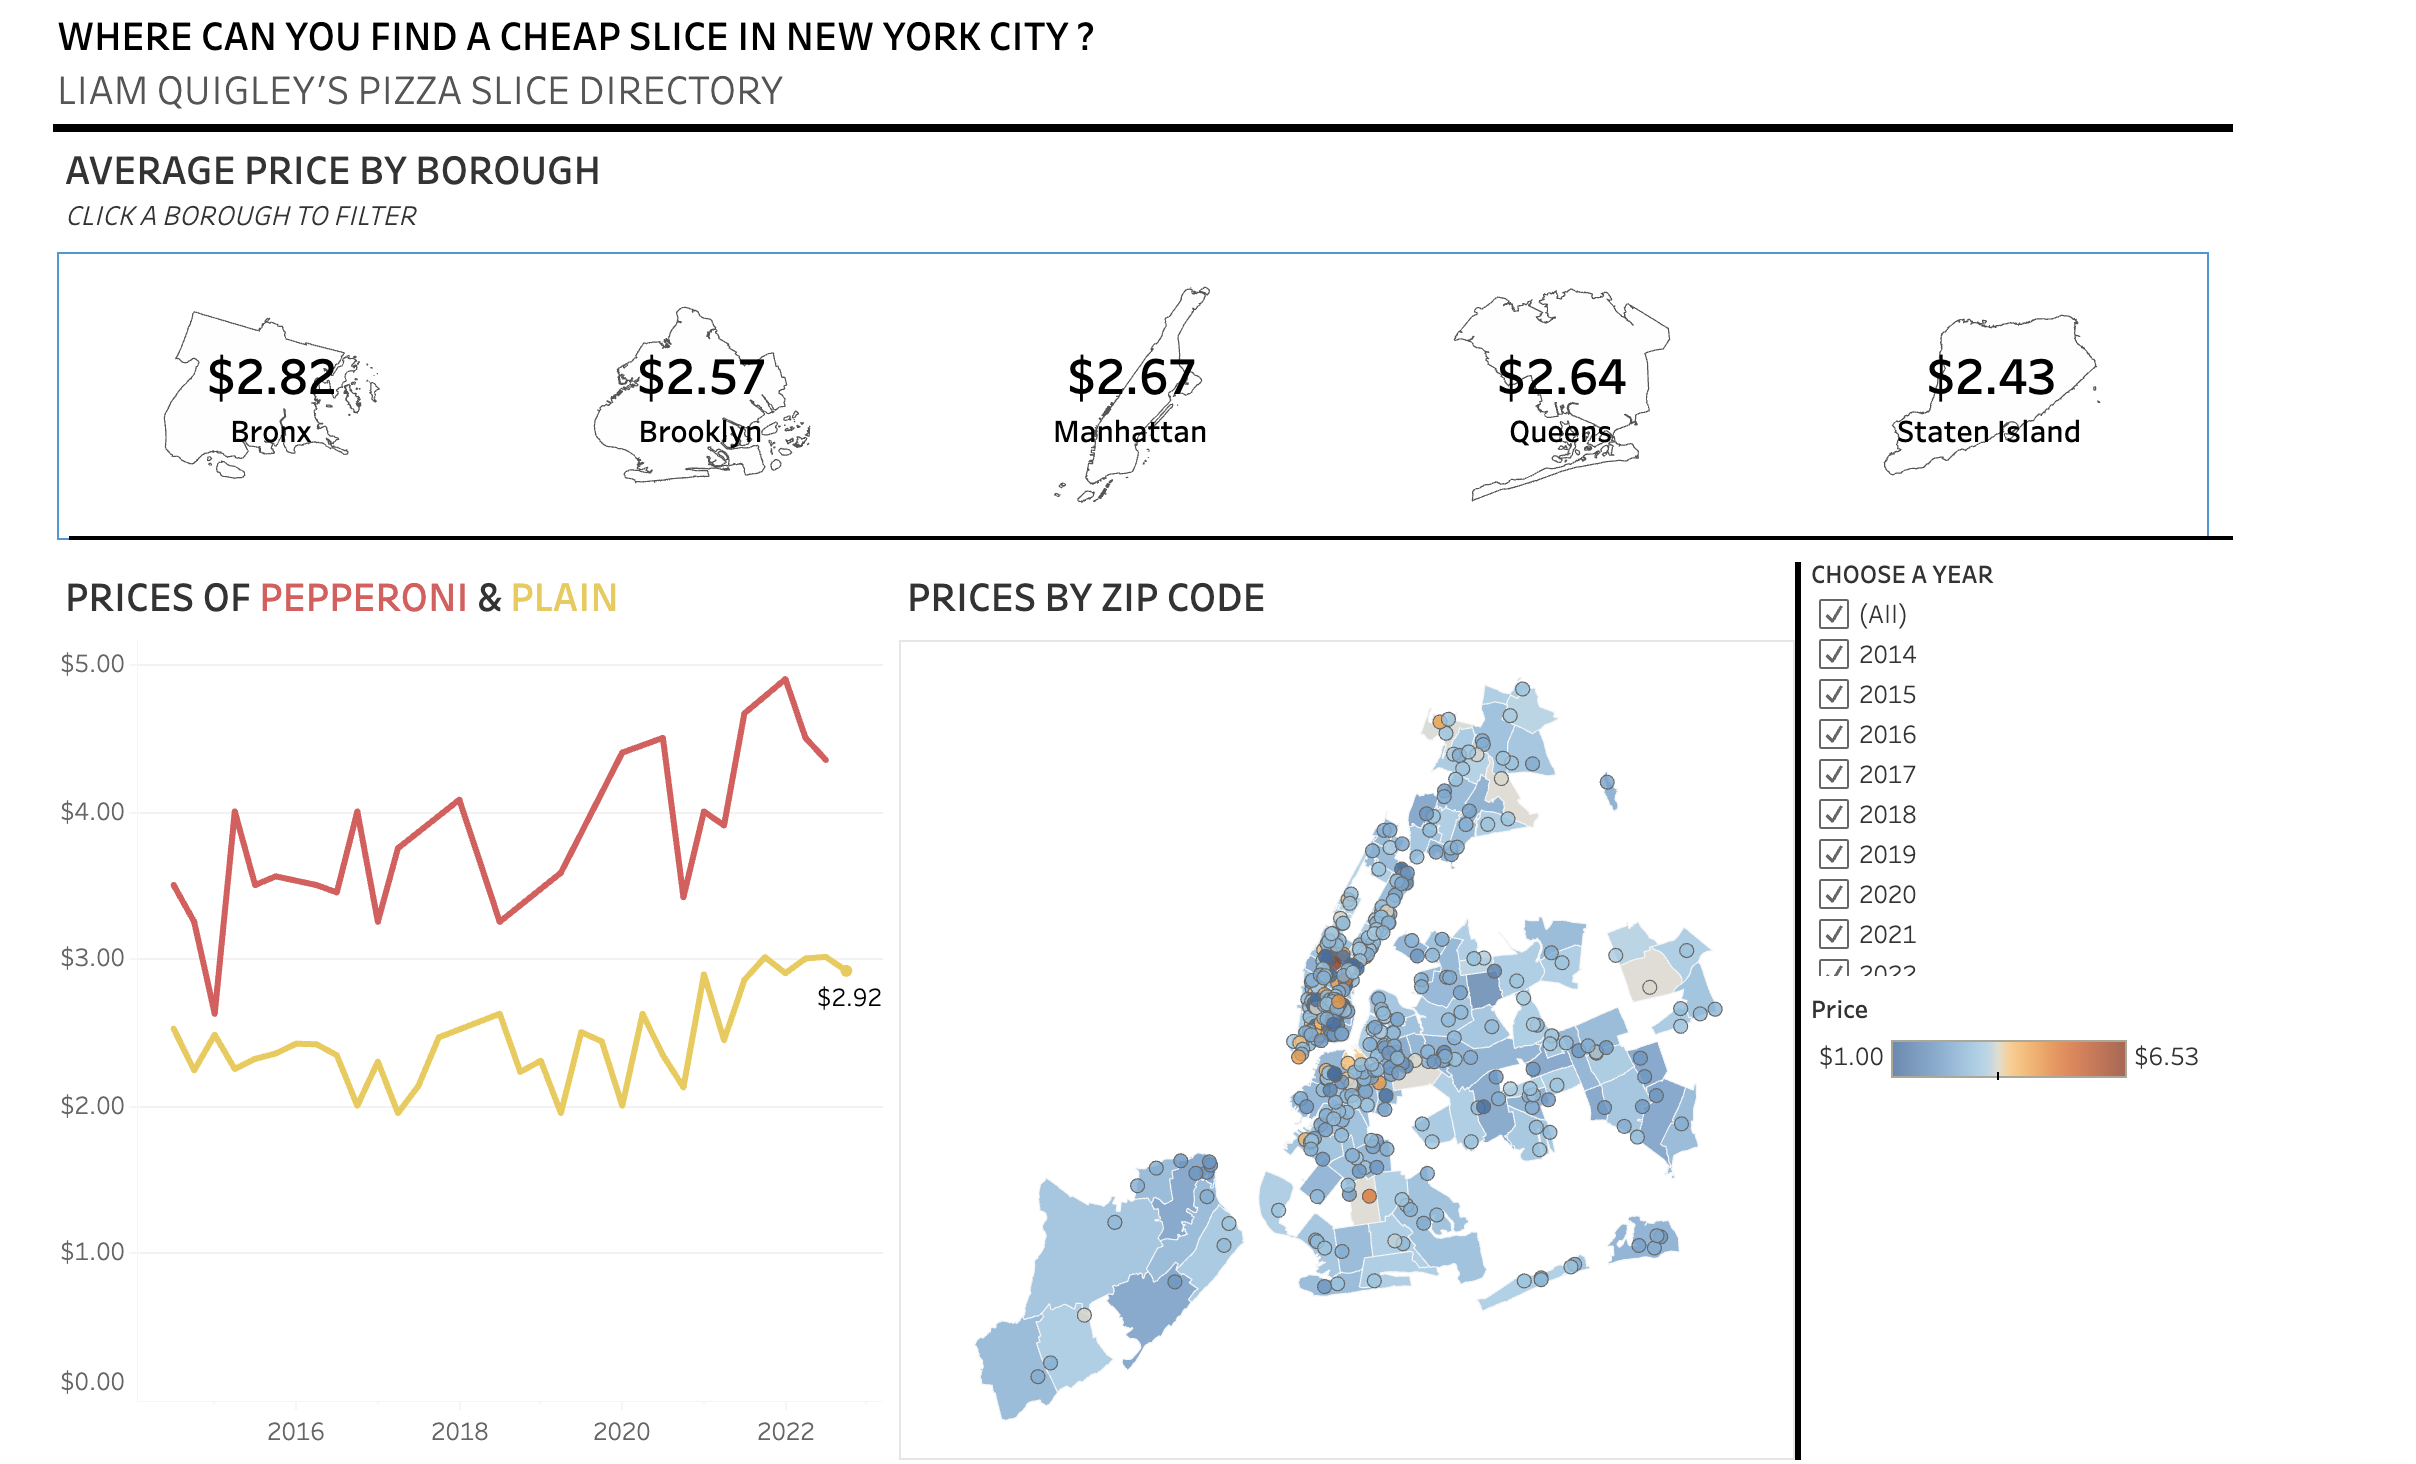 WHERE CAN YOU FIND A CHEAP SLICE IN NEW YORK CITY ?
LIAM QUIGLEY'S PIZZA SLICE DIRECTORY
AVERAGE PRICE BY BOROUGH
CLICK A BOROUGH TO FILTER
$2.82
Bronx
$2.57
Brooklyn
$2.67
Manhattan
$2.64
Queens
$2.43
Staten Island
PRICES OF PEPPERONI & PLAIN
$5.00
$4.00
$3.00
$2.00
$1.00
$0.00
$2.92
2016
2018
2020
2022
PRICES BY ZIP CODE
CHOOSE A YEAR
(All)
2014
2015
2016
2017
2018
2019
2020
2021
2022
Price
$1.00
$6.53